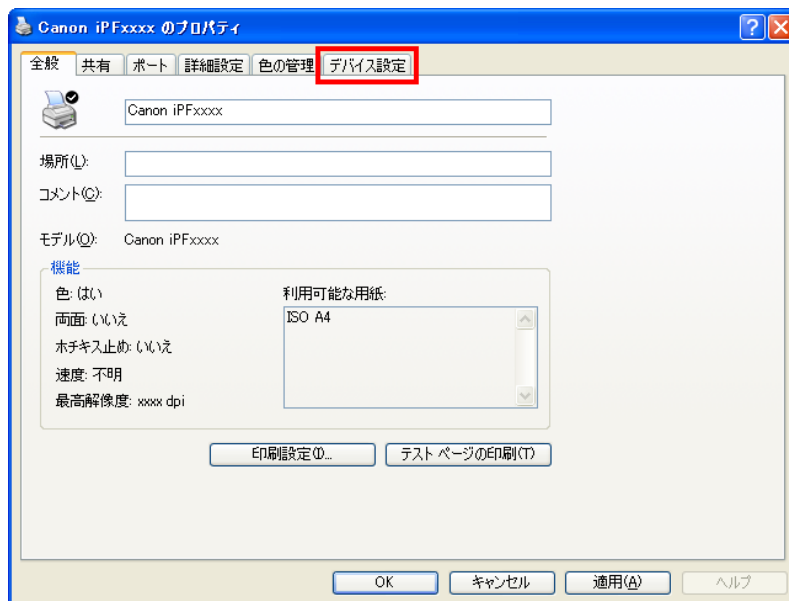 Canon iPFxxxx のプロパティ
全般 共有 ポート 詳細設定 色の管理 デバイス設定
Canon iPFxxxx
場所(L):
コメント(C):
モデル(O): Canon iPFxxxx
機能
色: はい
両面: いいえ
ホチキス止め: いいえ
速度: 不明
最高解像度: xxxx dpi
利用可能な用紙:
ISO A4
印刷設定(I)... テスト ページの印刷(T)
OK キャンセル 適用(A) ヘルプ